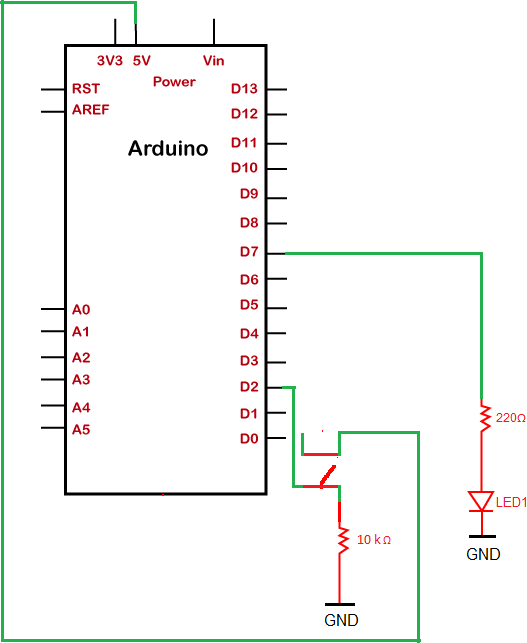 3V3 5V Vin
Power
RST D13
AREF D12
Arduino D11
D10
D9
D8
D7
D6
A0 D5
A1 D4
A2 D3
A3 D2
A4 D1
A5 D0
220Ω
LED1
GND
10 k Ω
GND